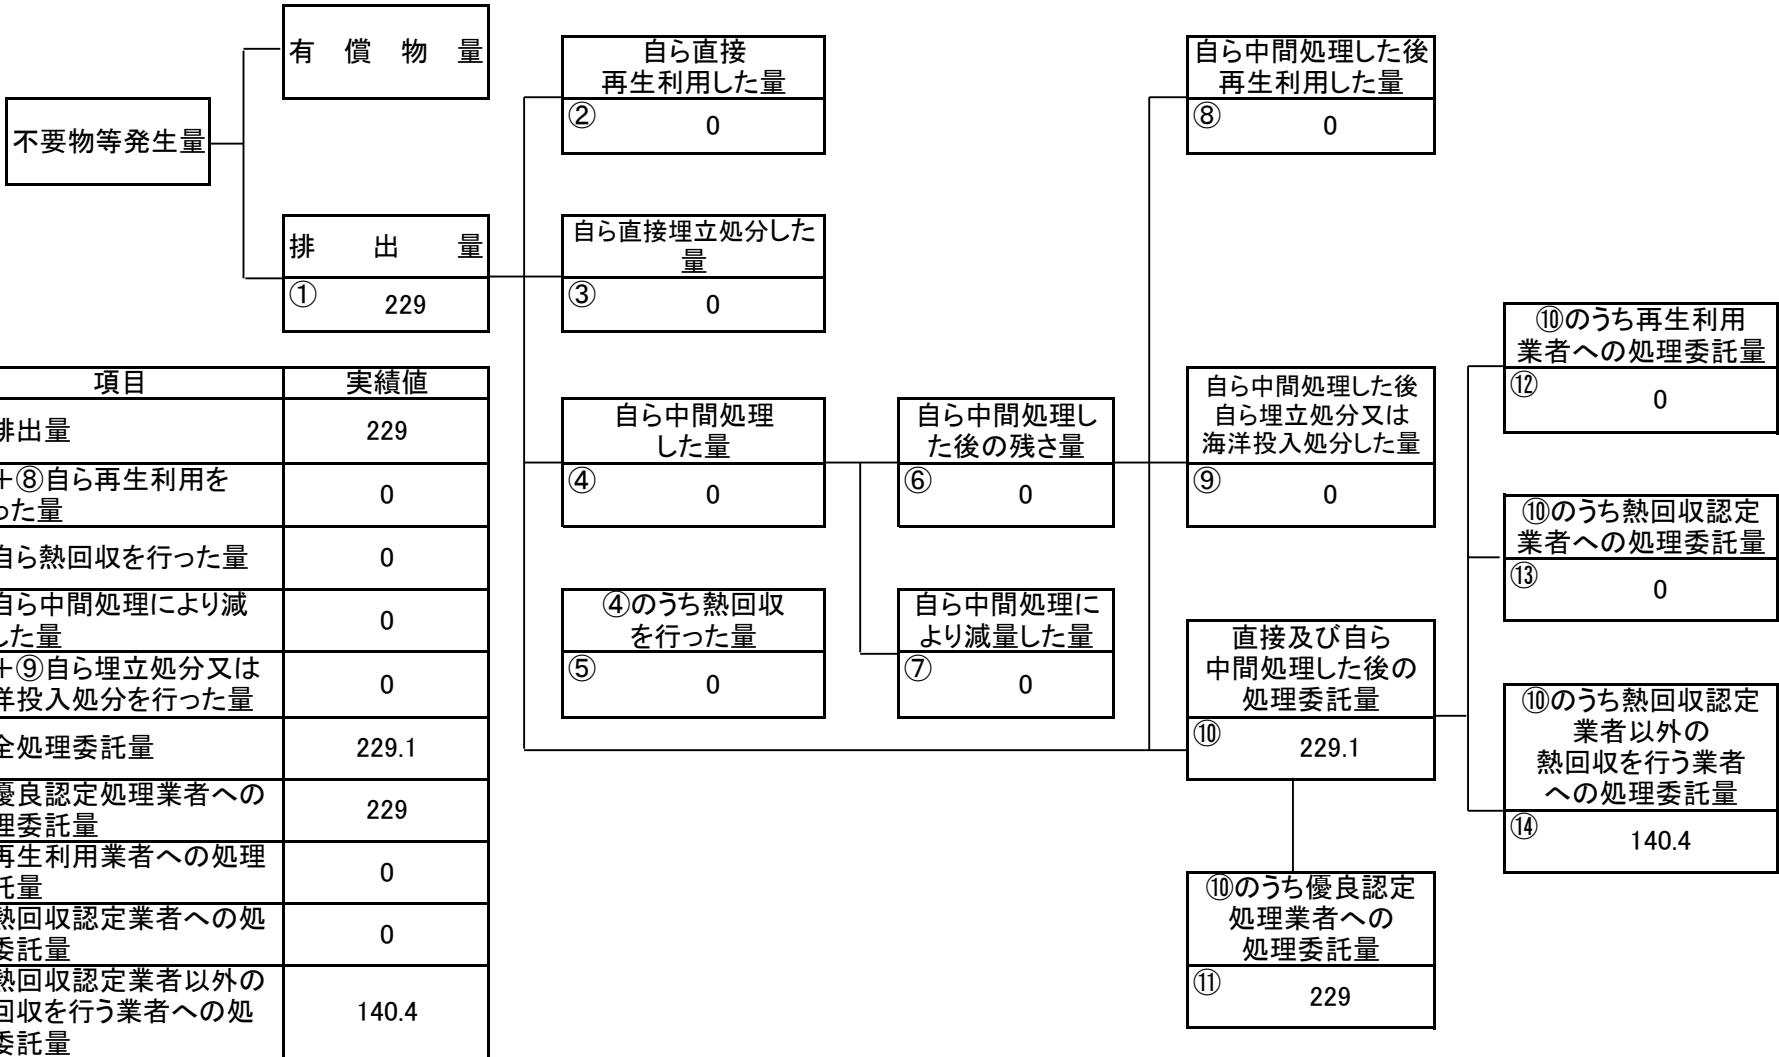 有償物量
不要物等発生量
排出量
① 229
自ら直接
再生利用した量
② 0
自ら直接埋立処分した
量
③ 0
自ら中間処理
した量
④ 0
④のうち熱回収
を行った量
⑤ 0
自ら中間処理し
た後の残さ量
⑥ 0
自ら中間処理に
より減量した量
⑦ 0
自ら中間処理した後
再生利用した量
⑧ 0
自ら中間処理した後
自ら埋立処分又は
海洋投入処分した量
⑨ 0
直接及び自ら
中間処理した後の
処理委託量
⑩ 229.1
⑩のうち優良認定
処理業者への
処理委託量
⑪ 229
⑩のうち再生利用
業者への処理委託量
⑫ 0
⑩のうち熱回収認定
業者への処理委託量
⑬ 0
⑩のうち熱回収認定
業者以外の
熱回収を行う業者
への処理委託量
⑭ 140.4
項目 実績値
排出量 229
+⑧自ら再生利用を
った量 0
自ら熱回収を行った量 0
自ら中間処理により減
した量 0
+⑨自ら埋立処分又は
洋投入処分を行った量 0
全処理委託量 229.1
優良認定処理業者への
理委託量 229
再生利用業者への処理
託量 0
熱回収認定業者への処
委託量 0
熱回収認定業者以外の
回収を行う業者への処
委託量 140.4